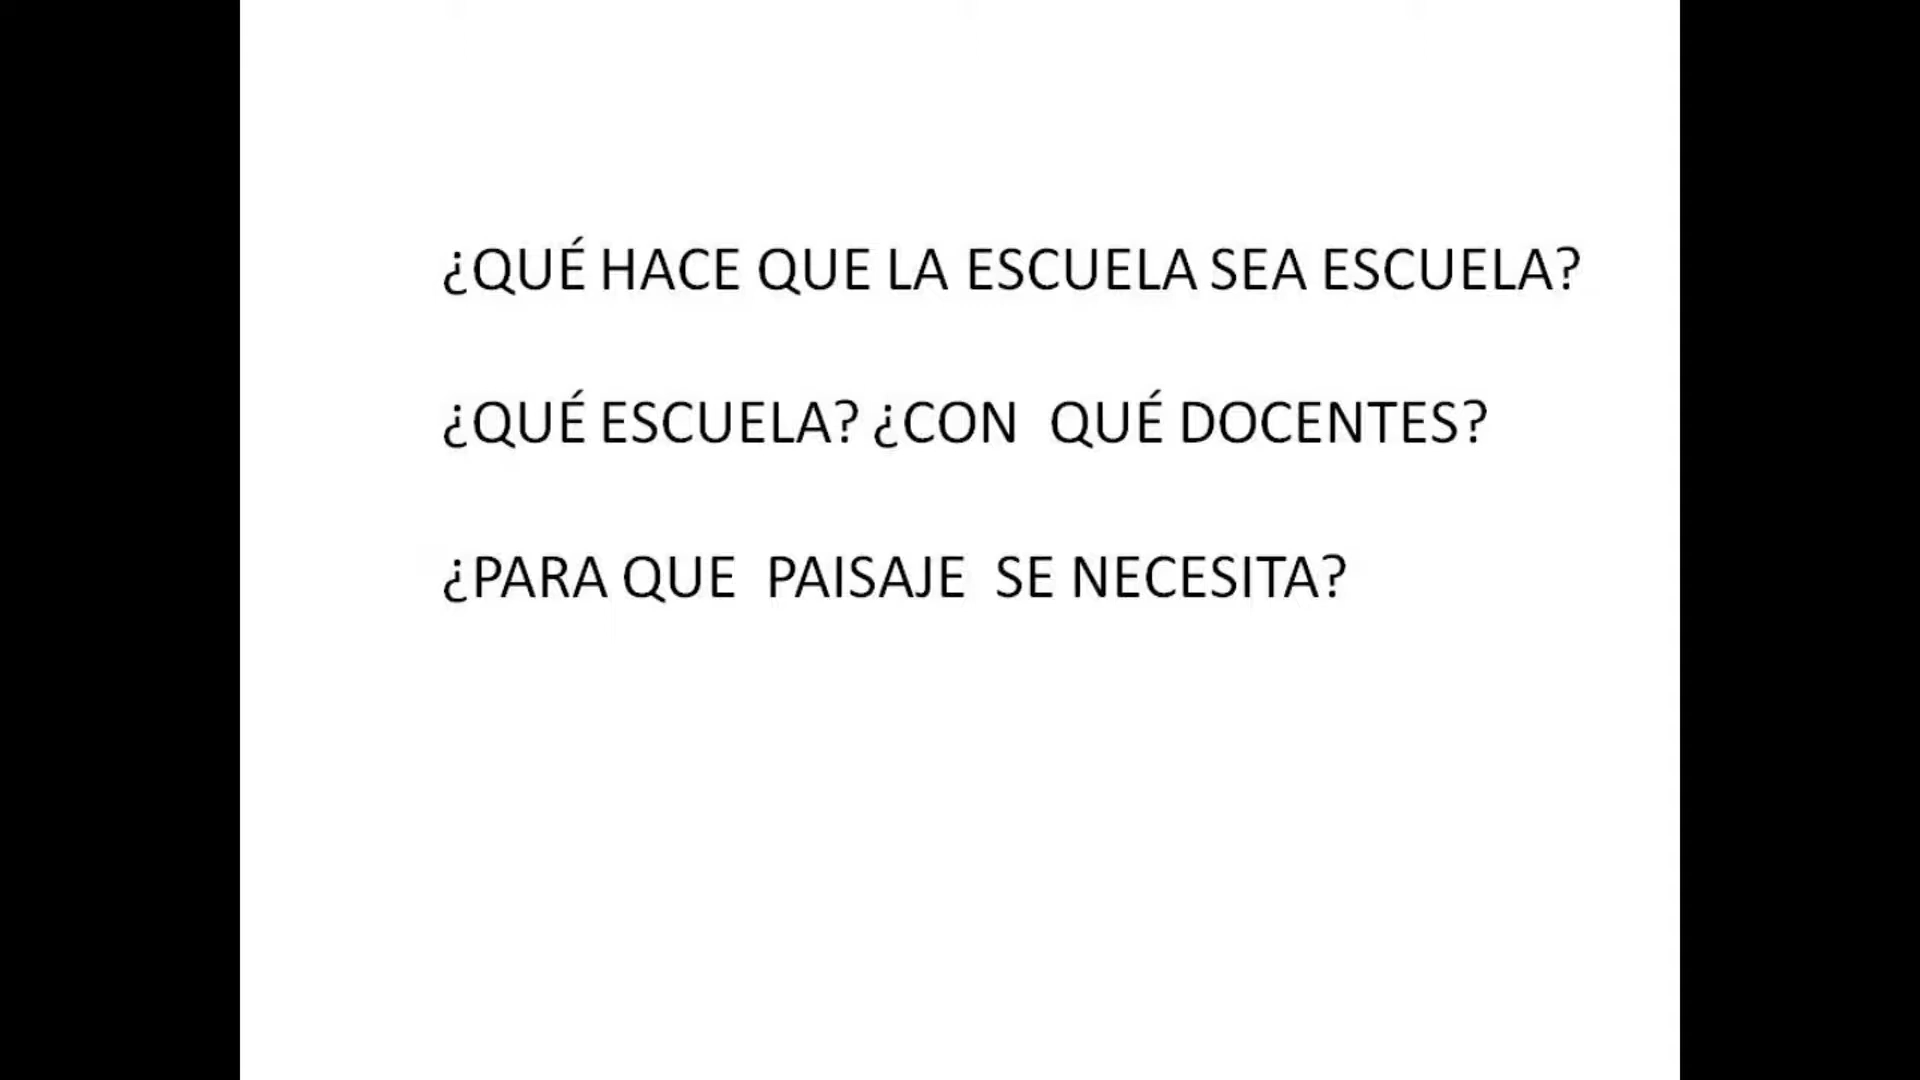 ¿QUÉ HACE QUE LA ESCUELA SEA ESCUELA?
¿QUÉ ESCUELA? ¿CON QUÉ DOCENTES?
¿PARA QUE PAISAJE SE NECESITA?